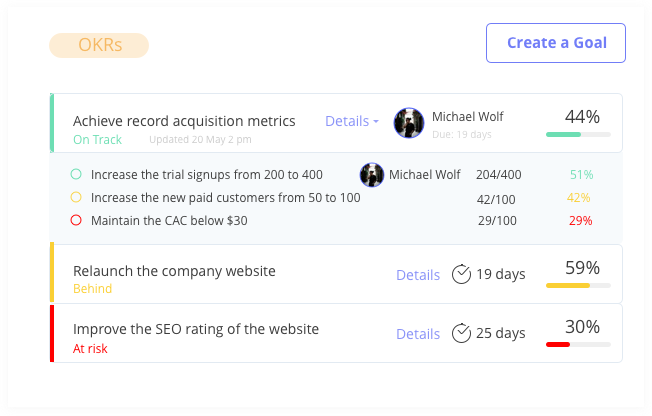 OKRs
Create a Goal
Achieve record acquisition metrics Details Michael Wolf 44%
On Track Updated 20 May 2 pm Due: 19 days
Increase the trial signups from 200 to 400 Michael Wolf 204/400 51%
Increase the new paid customers from 50 to 100 42/100 42%
Maintain the CAC below $30 29/100 29%
Relaunch the company website Details 19 days 59%
Behind
Improve the SEO rating of the website Details 25 days 30%
At risk